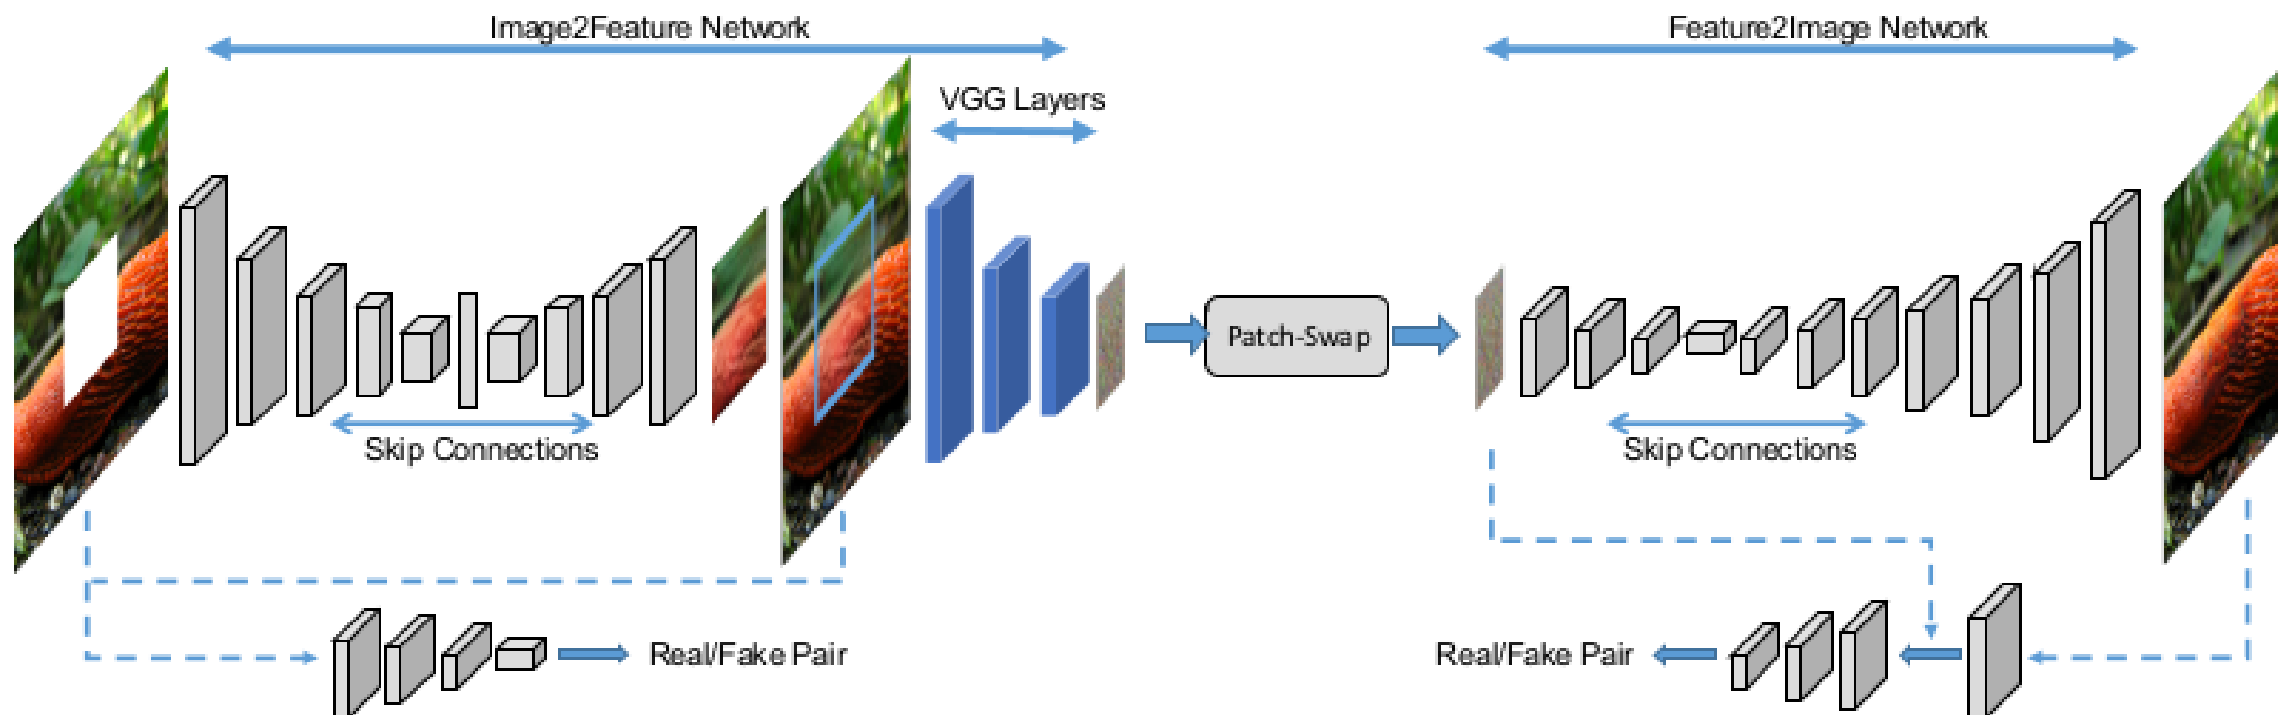 Image2Feature Network
Feature2Image Network
VGG Layers
Patch-Swap
Skip Connections
Skip Connections
Real/Fake Pair
Real/Fake Pair